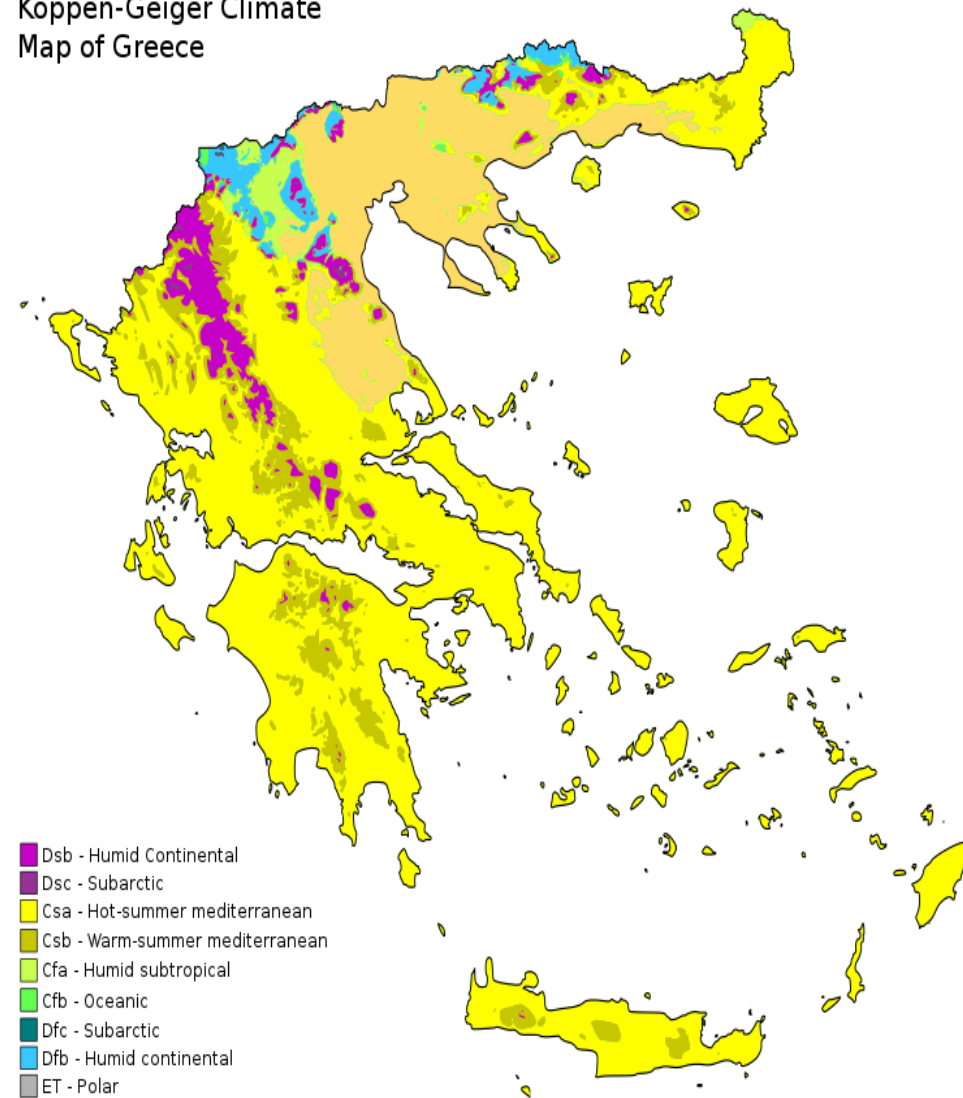 Koppen-Geiger Climate
Map of Greece
Dsb - Humid Continental
Dsc - Subarctic
Csa - Hot-summer mediterranean
Csb - Warm-summer mediterranean
Cfa - Humid subtropical
Cfb - Oceanic
Dfc - Subarctic
Dfb - Humid continental
ET - Polar